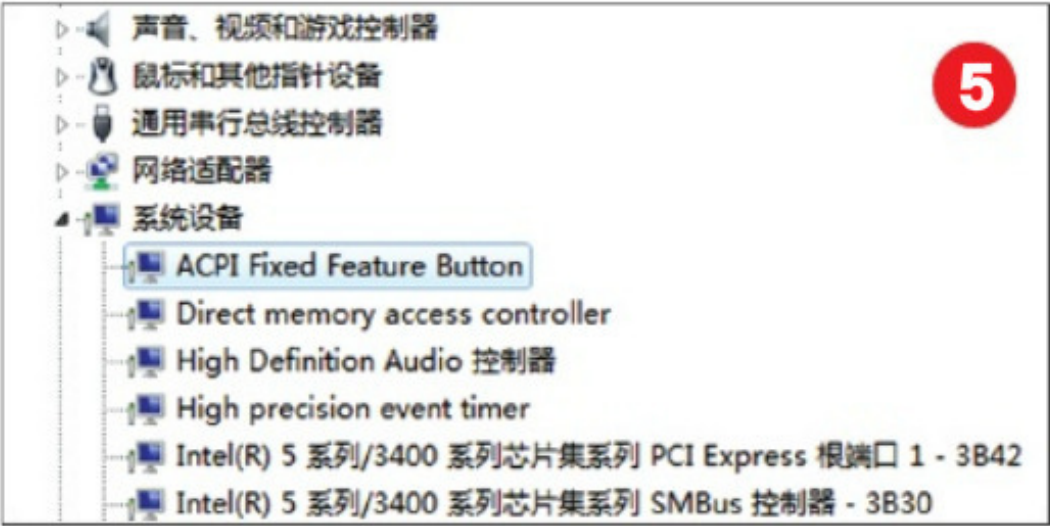 声音、视频和游戏控制器
鼠标和其他指针设备
5
通用串行总线控制器
网络适配器
系统设备
ACPI Fixed Feature Button
Direct memory access controller
High Definition Audio 控制器
High precision event timer
Intel(R) 5 系列/3400 系列芯片集系列 PCI Express 根端口 1 - 3B42
Intel(R) 5 系列/3400 系列芯片集系列 SMBus 控制器 - 3B30